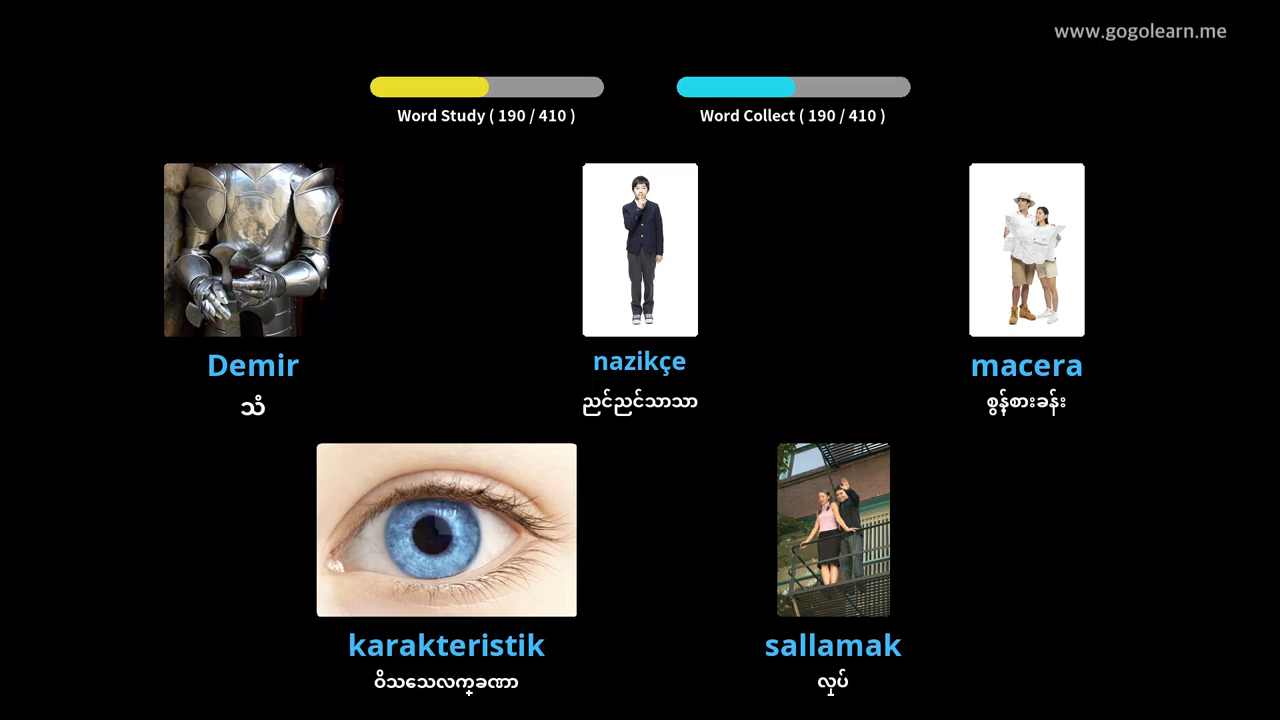 www.gogolearn.me
Word Study ( 190 / 410 )
Word Collect ( 190 / 410 )
Demir
သံ
nazikçe
ညင်ညင်သာသာ
macera
စွန့်စားခန်း
karakteristik
ဝိသသေလက္ခဏာ
sallamak
လှုပ်